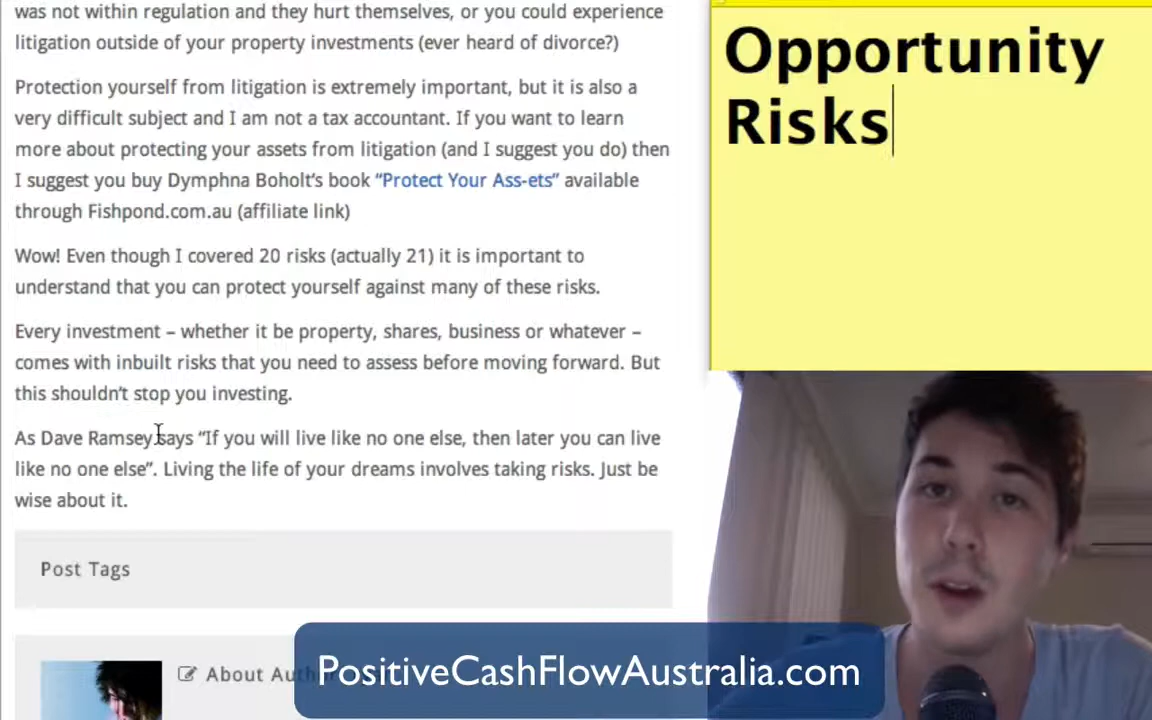 was not within regulation and they hurt themselves, or you could experience
litigation outside of your property investments (ever heard of divorce?)
Protection yourself from litigation is extremely important, but it is also a
very difficult subject and I am not a tax accountant. If you want to learn
more about protecting your assets from litigation (and I suggest you do) then
I suggest you buy Dymphna Boholt's book “Protect Your Ass-ets” available
through Fishpond.com.au (affiliate link)
Wow! Even though I covered 20 risks (actually 21) it is important to
understand that you can protect yourself against many of these risks.
Every investment – whether it be property, shares, business or whatever –
comes with inbuilt risks that you need to assess before moving forward. But
this shouldn't stop you investing.
As Dave Ramsey says “If you will live like no one else, then later you can live
like no one else”. Living the life of your dreams involves taking risks. Just be
wise about it.
Post Tags
About
Opportunity
Risks
PositiveCashFlowAustralia.com